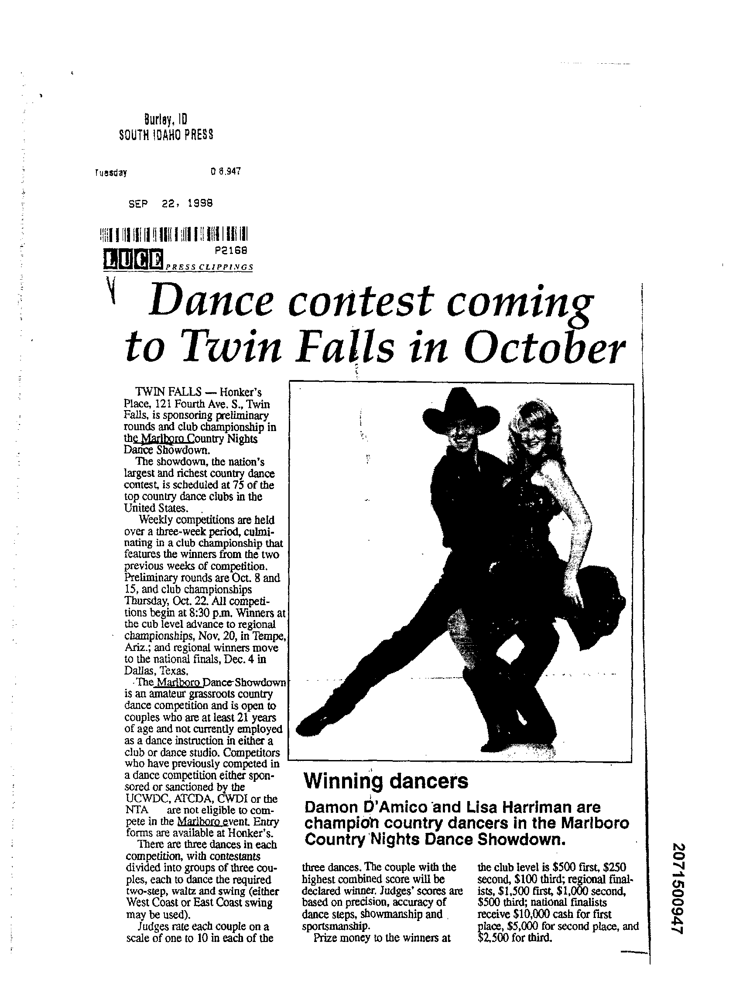 Burley, ID
SOUTH IDAHO PRESS
Tuesday D 6,947
SEP 22, 1998
P2168
LUCE PRESS CLIPPINGS
Dance contest coming
to Twin Falls in October
TWIN FALLS — Honker's
Place, 121 Fourth Ave. S., Twin
Falls, is sponsoring preliminary
rounds and club championship in
the Marlboro Country Nights
Dance Showdown.
The showdown, the nation's
largest and richest country dance
contest, is scheduled at 75 of the
top country dance clubs in the
United States.
Weekly competitions are held
over a three-week period, culmi-
nating in a club championship that
features the winners from the two
previous weeks of competition.
Preliminary rounds are Oct. 8 and
15, and club championships
Thursday, Oct. 22. All competi-
tions begin at 8:30 p.m. Winners at
the cub level advance to regional
championships, Nov. 20, in Tempe,
Ariz.; and regional winners move
to the national finals, Dec. 4 in
Dallas, Texas.
The Marlboro Dance Showdown
is an amateur grassroots country
dance competition and is open to
couples who are at least 21 years
of age and not currently employed
as a dance instruction in either a
club or dance studio. Competitors
who have previously competed in
a dance competition either spon-
sored or sanctioned by the
UCWDC, ATCDA, CWDI or the
NTA are not eligible to com-
pete in the Marlboro event. Entry
forms are available at Honker's.
There are three dances in each
competition, with contestants
divided into groups of three cou-
ples, each to dance the required
two-step, waltz and swing (either
West Coast or East Coast swing
may be used).
Judges rate each couple on a
scale of one to 10 in each of the
Winning dancers
Damon D'Amico and Lisa Harriman are
champion country dancers in the Marlboro
Country Nights Dance Showdown.
three dances. The couple with the
highest combined score will be
declared winner. Judges' scores are
based on precision, accuracy of
dance steps, showmanship and
sportsmanship.
Prize money to the winners at
the club level is $500 first, $250
second, $100 third; regional final-
ists, $1,500 first, $1,000 second,
$500 third; national finalists
receive $10,000 cash for first
place, $5,000 for second place, and
$2,500 for third.
2071500947